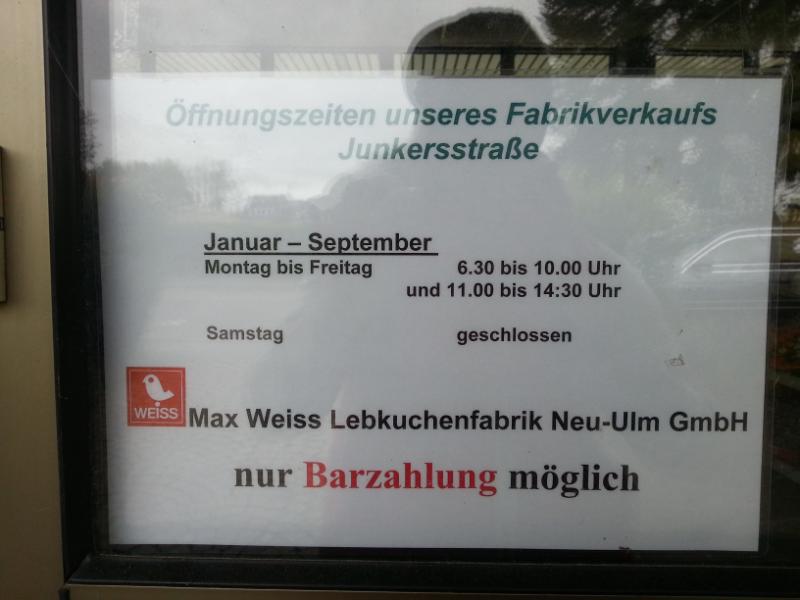 Öffnungszeiten unseres Fabrikverkaufs
Junkersstraße
Januar – September
Montag bis Freitag 6.30 bis 10.00 Uhr
und 11.00 bis 14:30 Uhr
Samstag geschlossen
WEISS
Max Weiss Lebkuchenfabrik Neu-Ulm GmbH
nur Barzahlung möglich